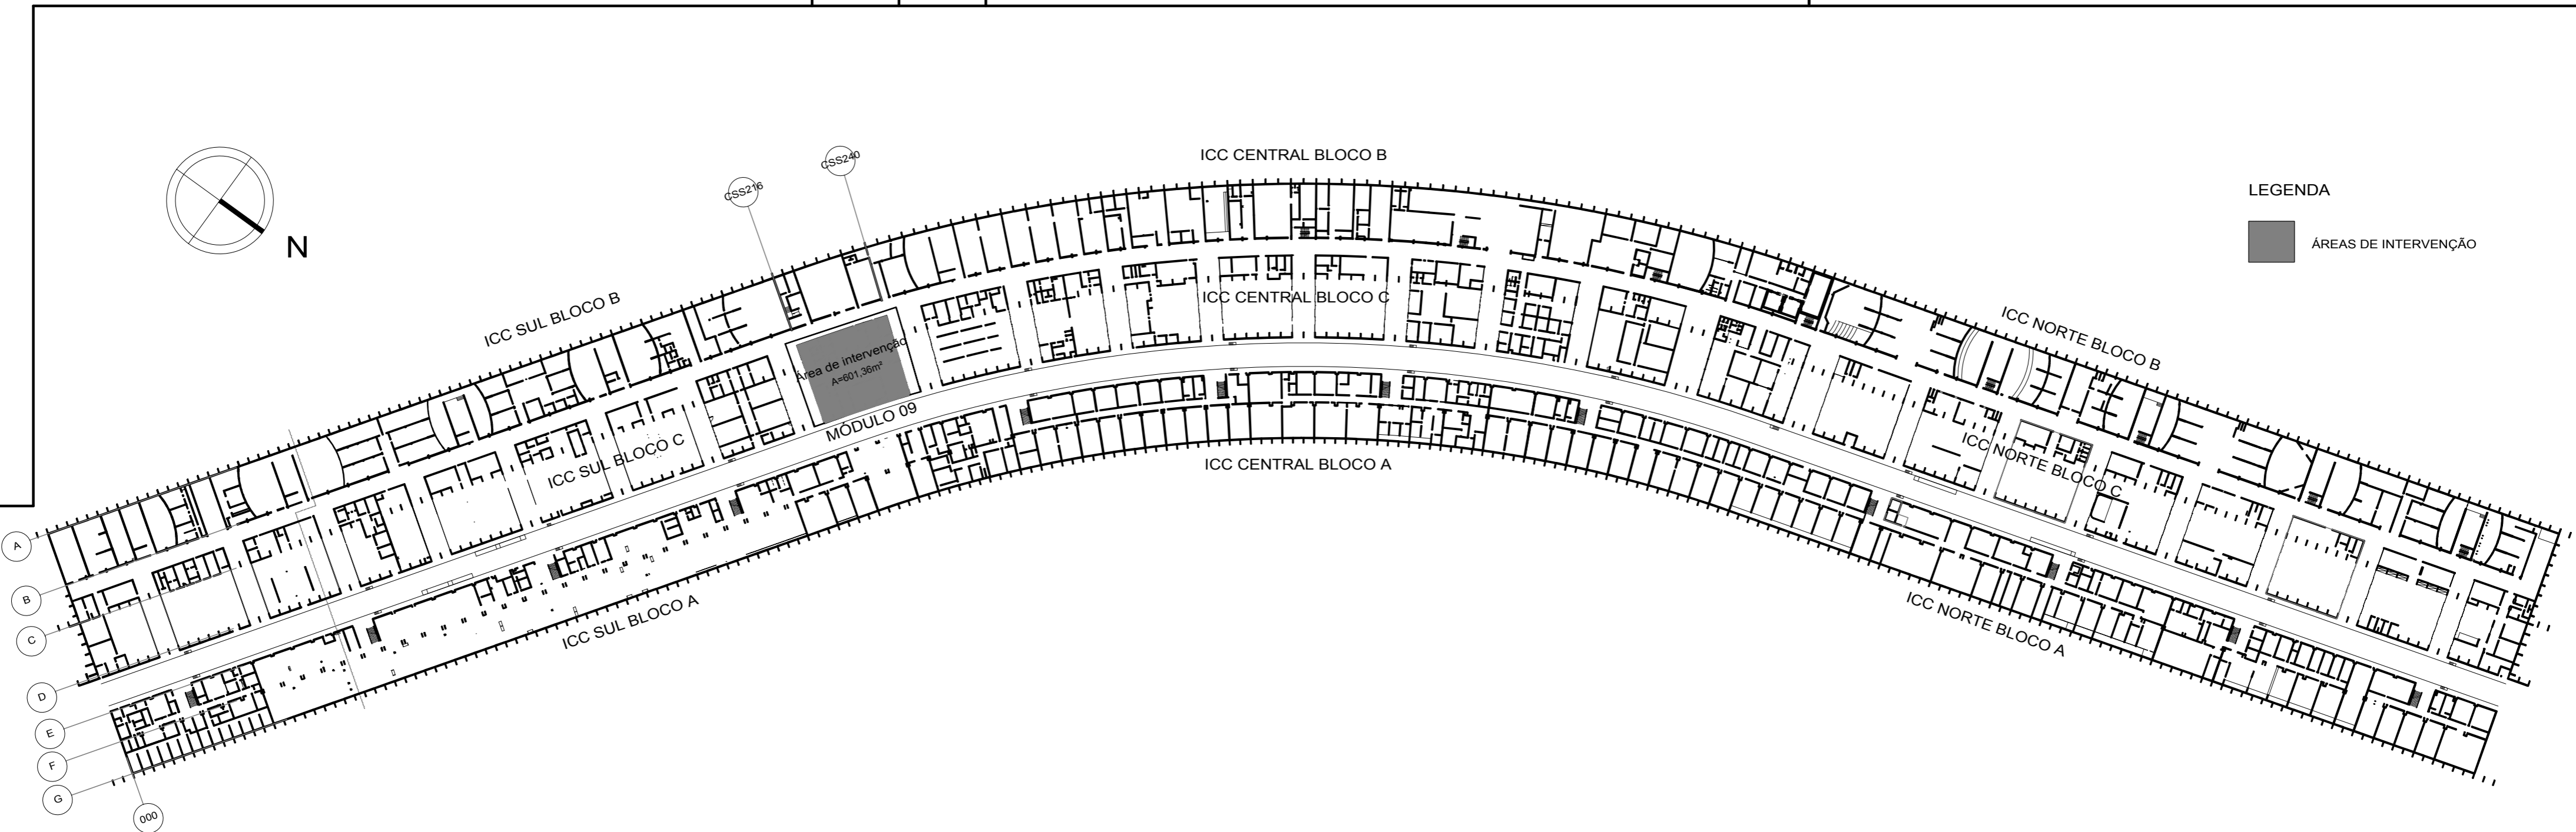 ICC CENTRAL BLOCO B
CSS240
CSS216
LEGENDA
ÁREAS DE INTERVENÇÃO
N
ICC SUL BLOCO B
ICC CENTRAL BLOCO C
ICC NORTE BLOCO B
Área de intervenção
A=601,36m²
MÓDULO 09
ICC SUL BLOCO C
ICC CENTRAL BLOCO A
ICC NORTE BLOCO C
A
B
C
D
E
F
G
000
ICC SUL BLOCO A
ICC NORTE BLOCO A